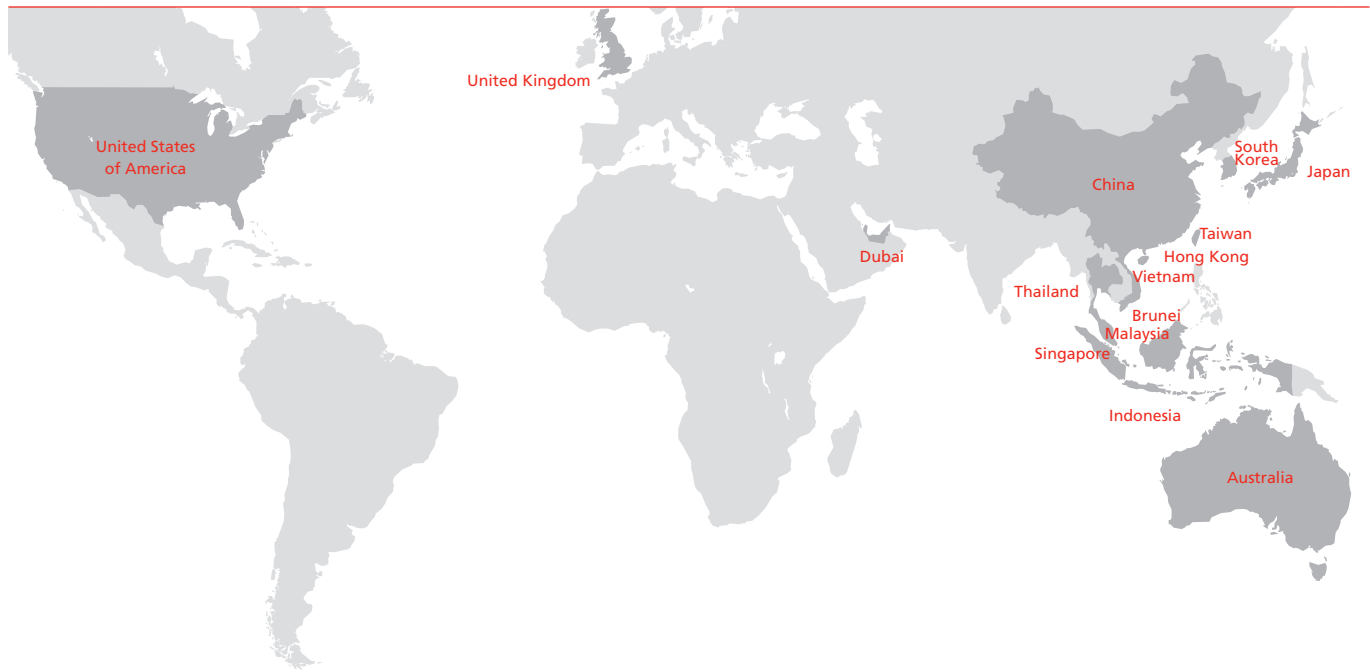 United Kingdom
United States
of America
South
Korea
Japan
China
Taiwan
Hong Kong
Dubai
Vietnam
Thailand
Brunei
Malaysia
Singapore
Indonesia
Australia